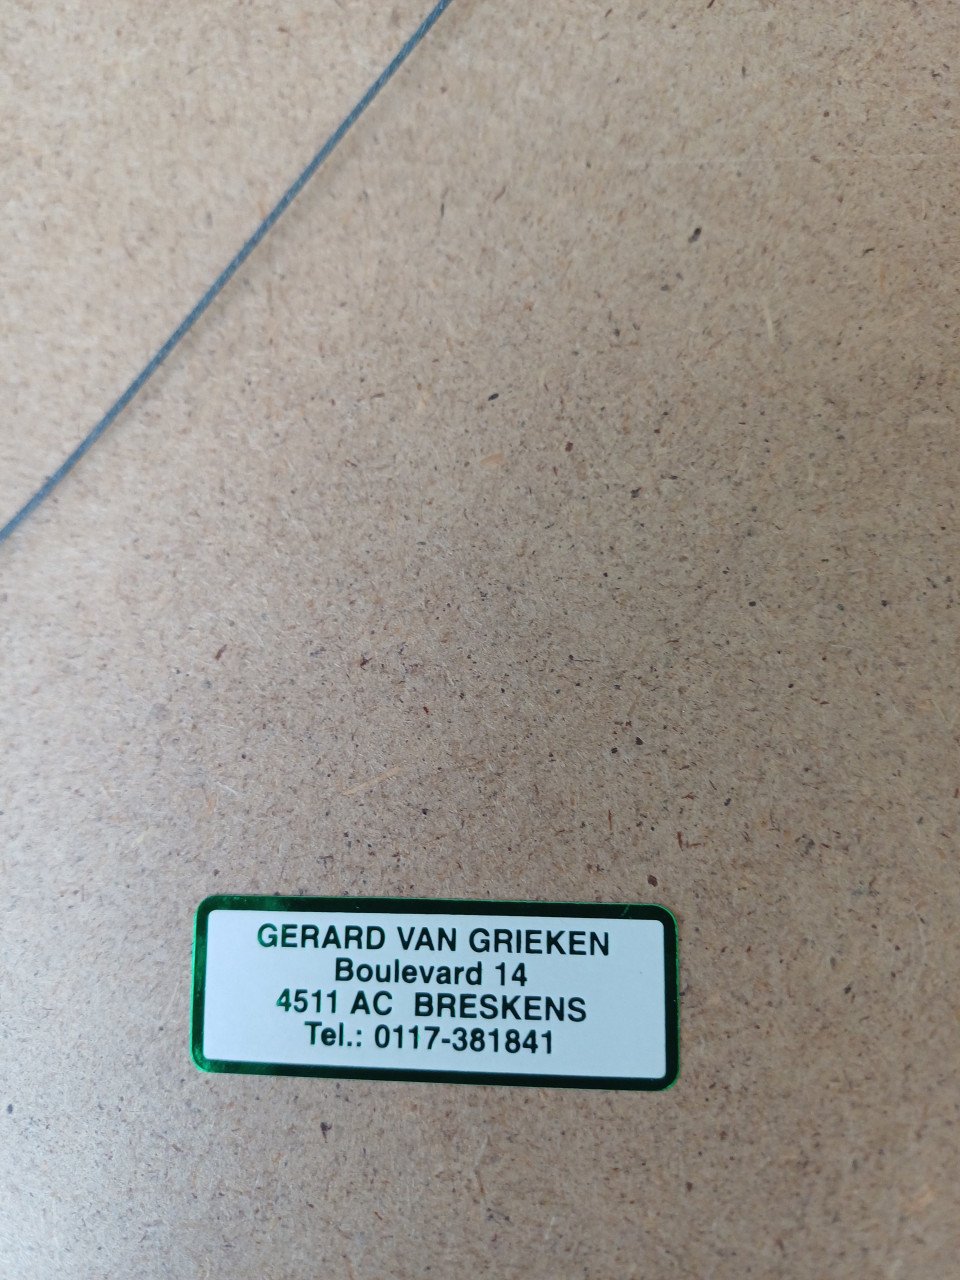 GERARD VAN GRIEKEN
Boulevard 14
4511 AC BRESKENS
Tel.: 0117-381841